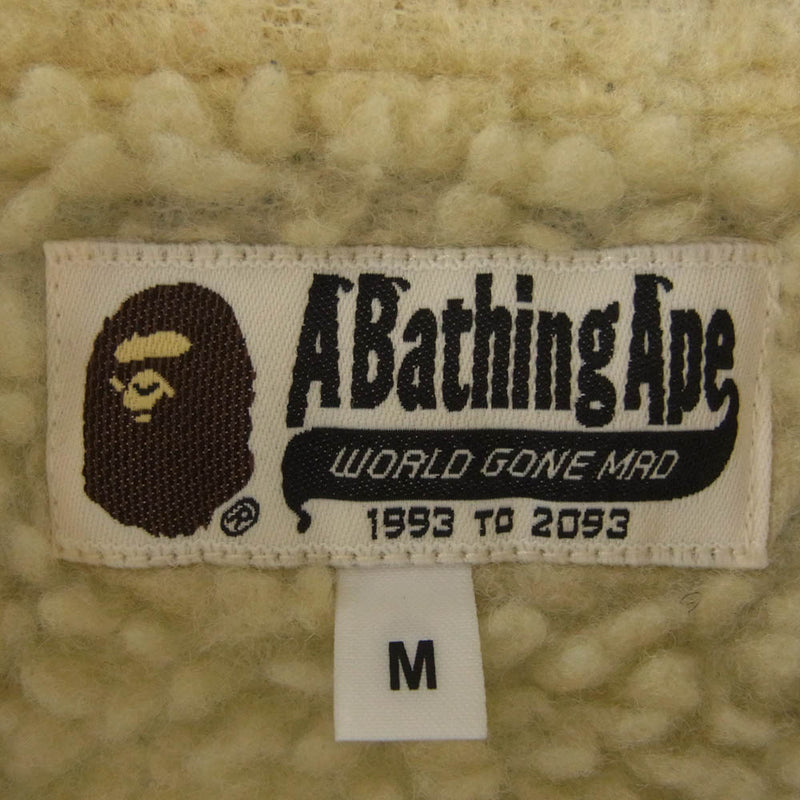 A Bathing Ape
WORLD GONE MAD
®
1993 TO 2093
M